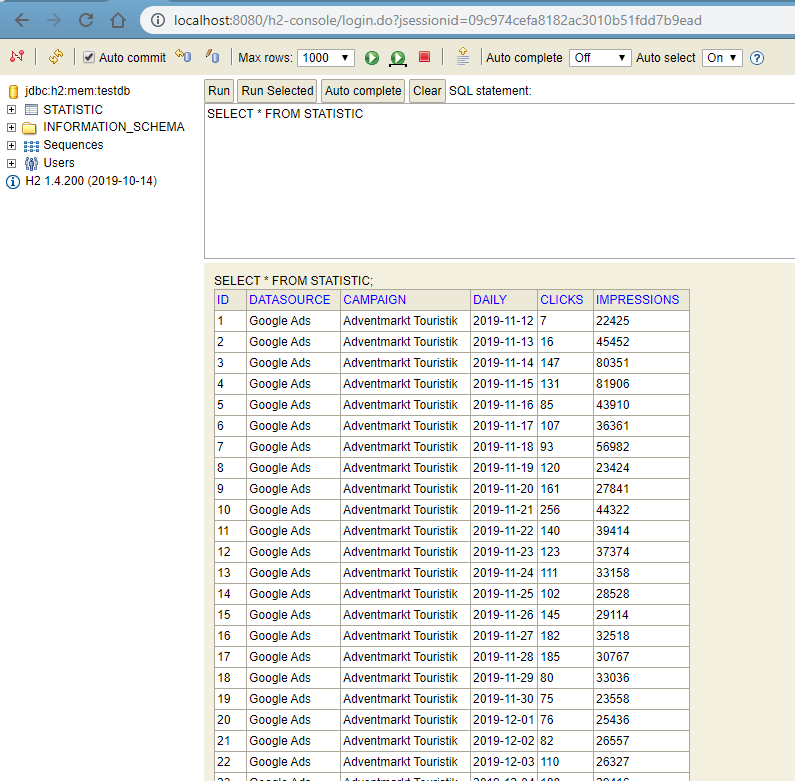 localhost:8080/h2-console/login.do?jsessionid=09c974cefa8182ac3010b51fdd7b9ead
Auto commit Max rows: 1000 Auto complete Off Auto select On
jdbc:h2:mem:testdb
STATISTIC
INFORMATION_SCHEMA
Sequences
Users
H2 1.4.200 (2019-10-14)
Run Run Selected Auto complete Clear SQL statement:
SELECT * FROM STATISTIC
SELECT * FROM STATISTIC;
ID DATASOURCE CAMPAIGN DAILY CLICKS IMPRESSIONS
1 Google Ads Adventmarkt Touristik 2019-11-12 7 22425
2 Google Ads Adventmarkt Touristik 2019-11-13 16 45452
3 Google Ads Adventmarkt Touristik 2019-11-14 147 80351
4 Google Ads Adventmarkt Touristik 2019-11-15 131 81906
5 Google Ads Adventmarkt Touristik 2019-11-16 85 43910
6 Google Ads Adventmarkt Touristik 2019-11-17 107 36361
7 Google Ads Adventmarkt Touristik 2019-11-18 93 56982
8 Google Ads Adventmarkt Touristik 2019-11-19 120 23424
9 Google Ads Adventmarkt Touristik 2019-11-20 161 27841
10 Google Ads Adventmarkt Touristik 2019-11-21 256 44322
11 Google Ads Adventmarkt Touristik 2019-11-22 140 39414
12 Google Ads Adventmarkt Touristik 2019-11-23 123 37374
13 Google Ads Adventmarkt Touristik 2019-11-24 111 33158
14 Google Ads Adventmarkt Touristik 2019-11-25 102 28528
15 Google Ads Adventmarkt Touristik 2019-11-26 145 29114
16 Google Ads Adventmarkt Touristik 2019-11-27 182 32518
17 Google Ads Adventmarkt Touristik 2019-11-28 185 30767
18 Google Ads Adventmarkt Touristik 2019-11-29 80 33036
19 Google Ads Adventmarkt Touristik 2019-11-30 75 23558
20 Google Ads Adventmarkt Touristik 2019-12-01 76 25436
21 Google Ads Adventmarkt Touristik 2019-12-02 82 26557
22 Google Ads Adventmarkt Touristik 2019-12-03 110 26327